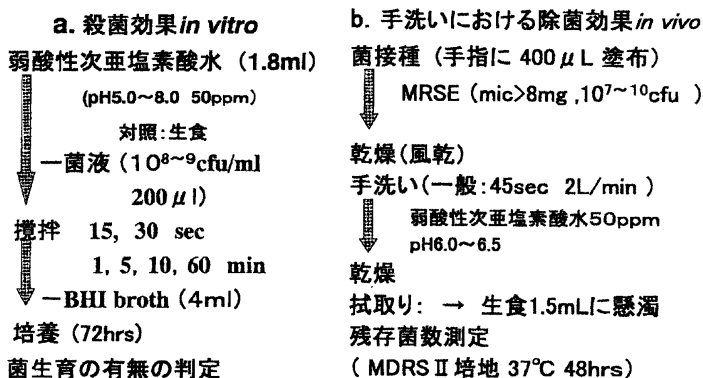 a. 殺菌効果in vitro
弱酸性次亜塩素酸水（1.8ml）
(pH5.0～8.0 50ppm)
対照：生食
－菌液（10⁸～⁹cfu/ml
200μl）
撹拌 15, 30 sec
1, 5, 10, 60 min
－BHI broth（4ml）
培養（72hrs）
菌生育の有無の判定
b. 手洗いにおける除菌効果in vivo
菌接種（手指に 400μL 塗布）
MRSE（mic>8mg ,10⁷～¹⁰cfu ）
乾燥（風乾）
手洗い（一般：45sec 2L/min ）
弱酸性次亜塩素酸水50ppm
pH6.0～6.5
乾燥
拭取り： → 生食1.5mLに懸濁
残存菌数測定
（ MDRSⅡ培地 37℃ 48hrs）